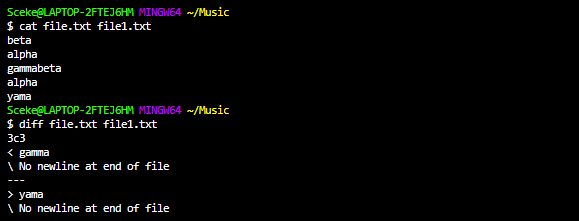 Sceke@LAPTOP-2FTEJ6HM MINGW64 ~/Music
$ cat file.txt file1.txt
beta
alpha
gammabeta
alpha
yama
Sceke@LAPTOP-2FTEJ6HM MINGW64 ~/Music
$ diff file.txt file1.txt
3c3
< gamma
\ No newline at end of file
---
> yama
\ No newline at end of file